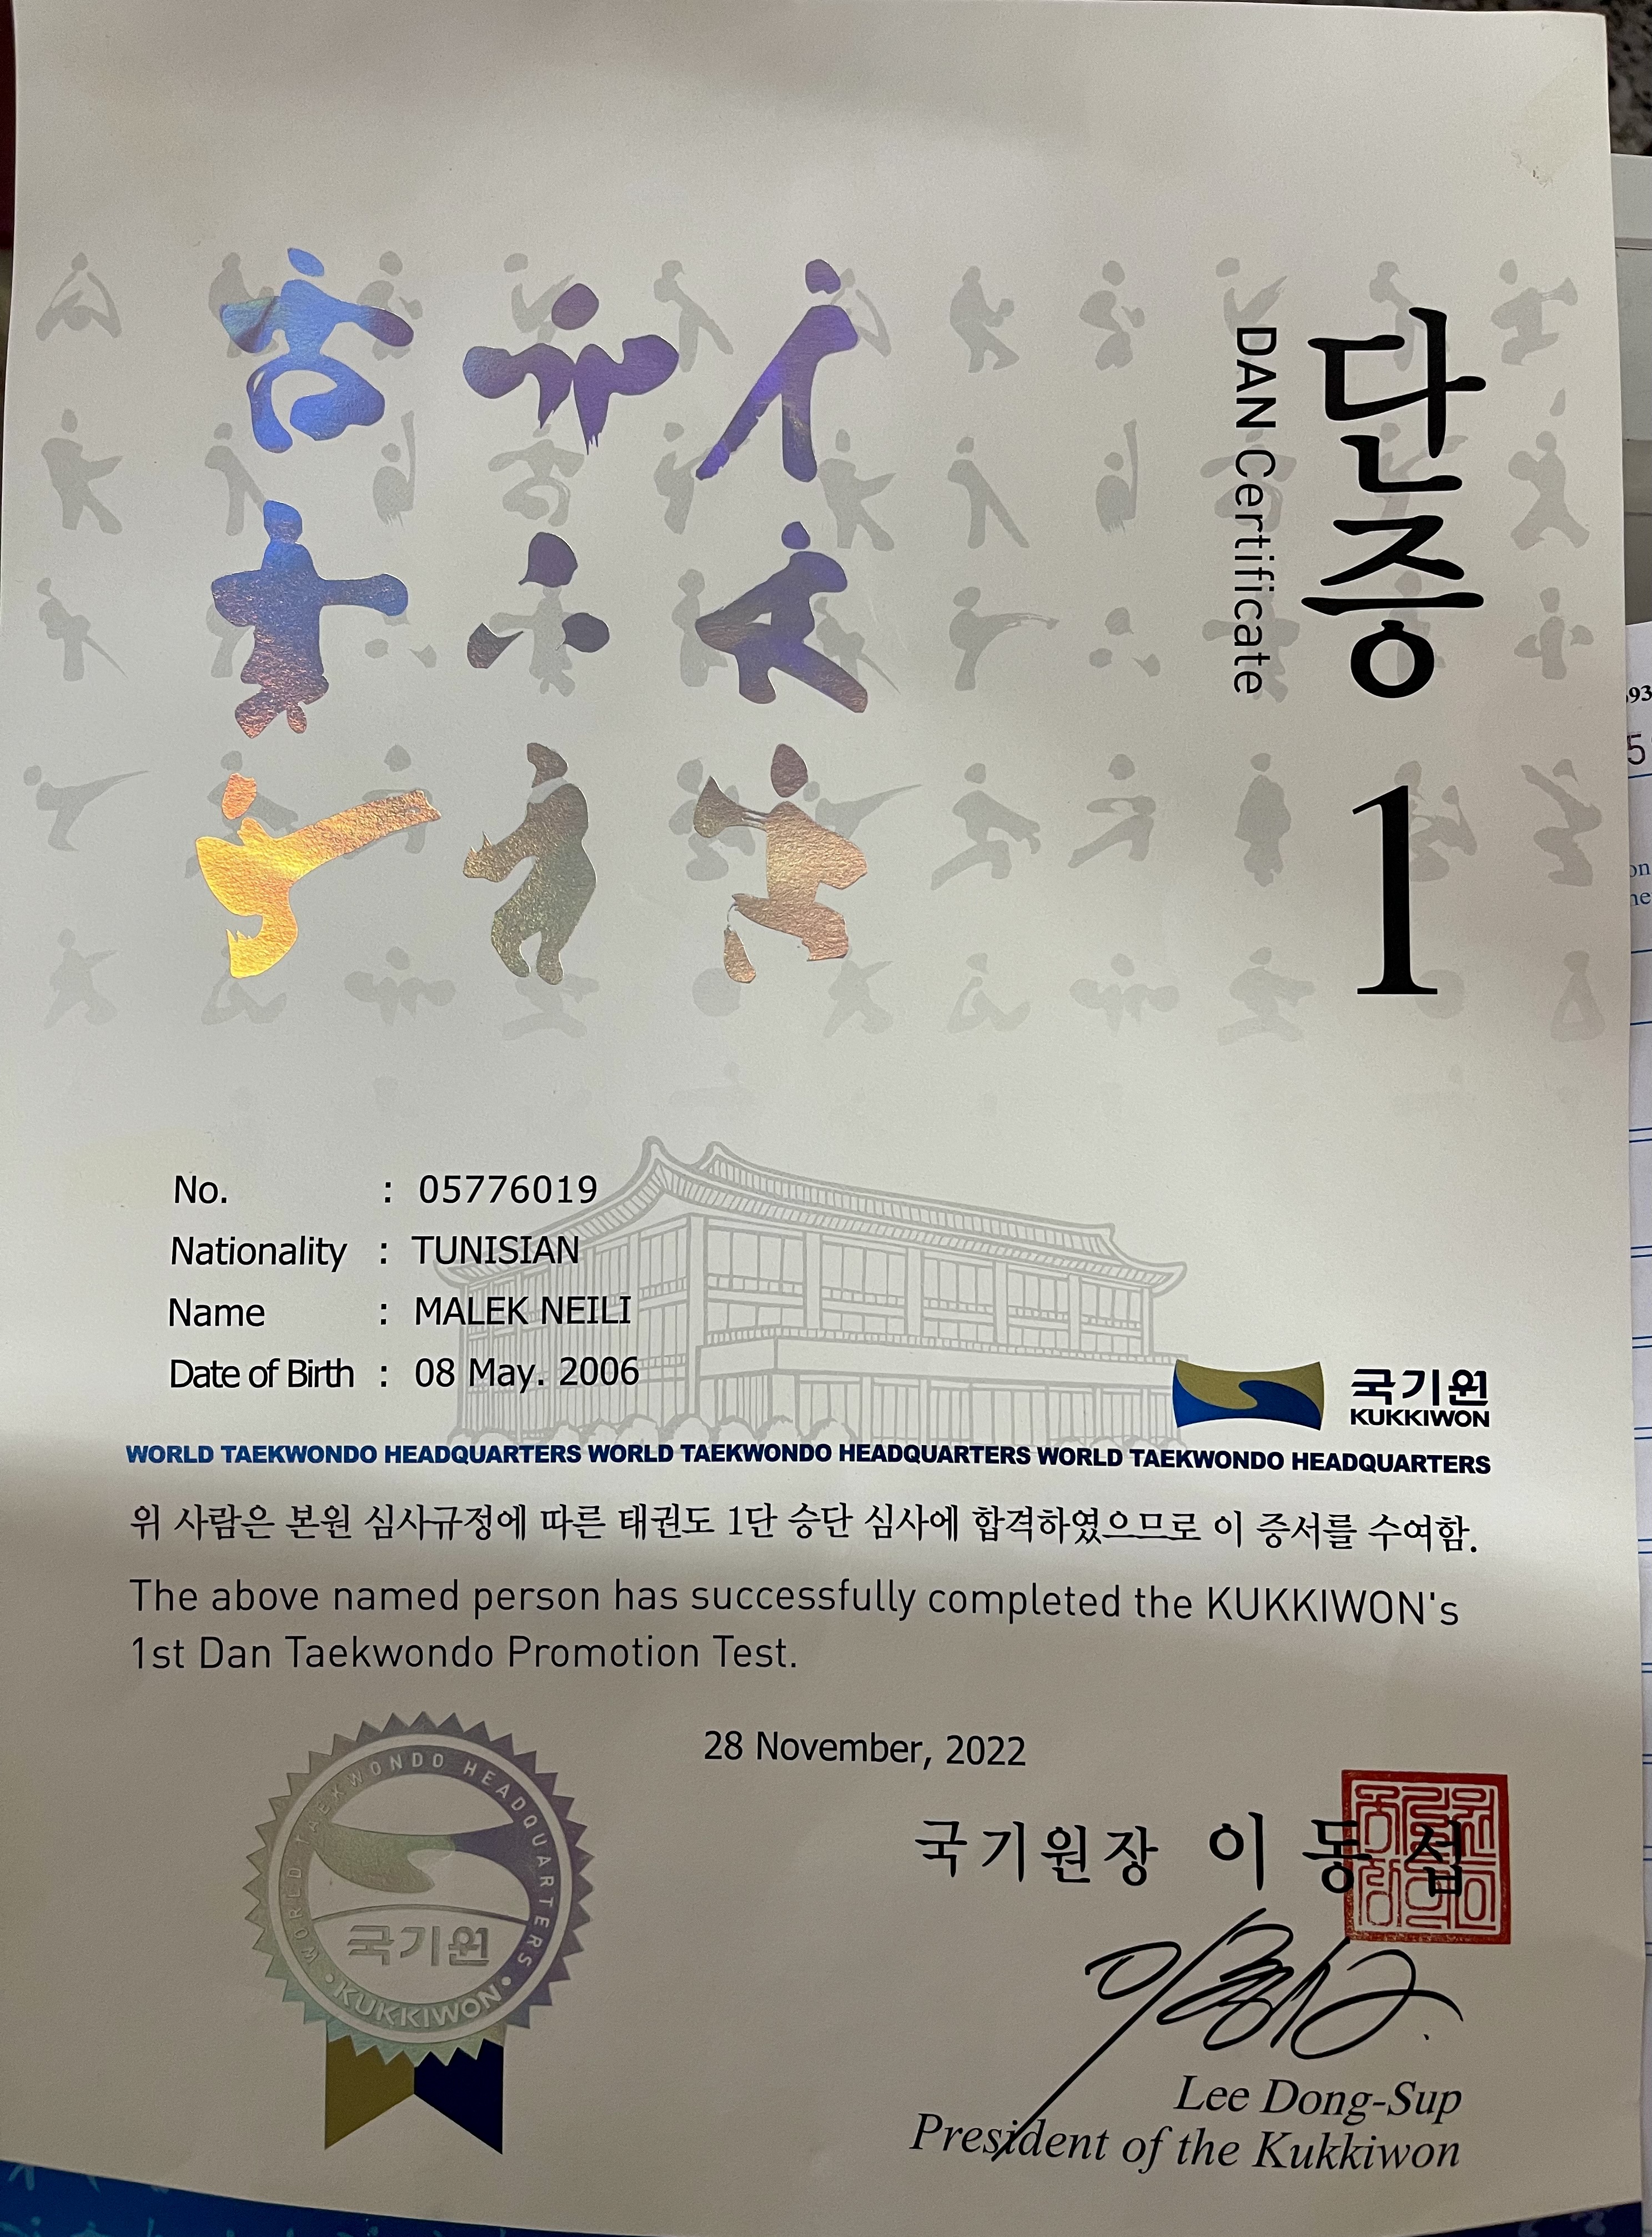 단증 1
DAN Certificate
No. : 05776019
Nationality : TUNISIAN
Name : MALEK NEILI
Date of Birth : 08 May. 2006
국기원
KUKKIWON
WORLD TAEKWONDO HEADQUARTERS WORLD TAEKWONDO HEADQUARTERS WORLD TAEKWONDO HEADQUARTERS
위 사람은 본원 심사규정에 따른 태권도 1단 승단 심사에 합격하였으므로 이 증서를 수여함.
The above named person has successfully completed the KUKKIWON's
1st Dan Taekwondo Promotion Test.
28 November, 2022
WORLD TAEKWONDO HEADQUARTERS
국기원
• KUKKIWON •
국기원장 이 동 섭
Lee Dong-Sup
President of the Kukkiwon
93
5
on
ne